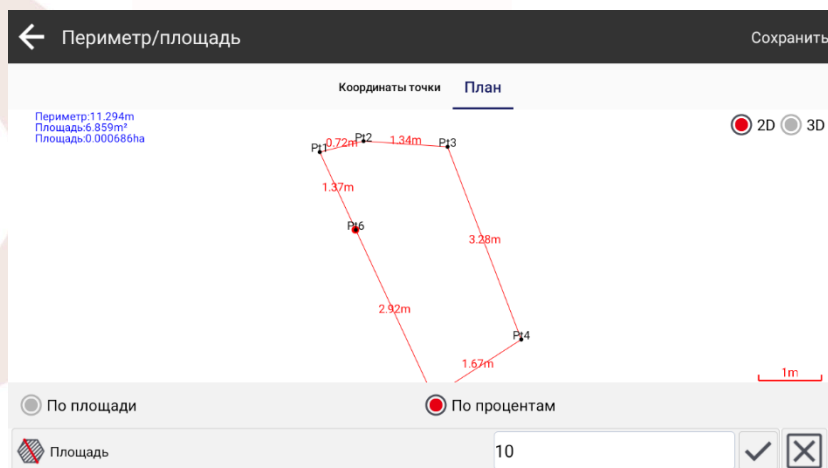 Периметр/площадь
Сохранить
Координаты точки
План
Периметр:11.294m
Площадь:6.859m²
Площадь:0.000686ha
2D
3D
Pt1
0.72m
Pt2
1.34m
Pt3
1.37m
Pt6
3.28m
2.92m
Pt4
1.67m
1m
По площади
По процентам
Площадь
10